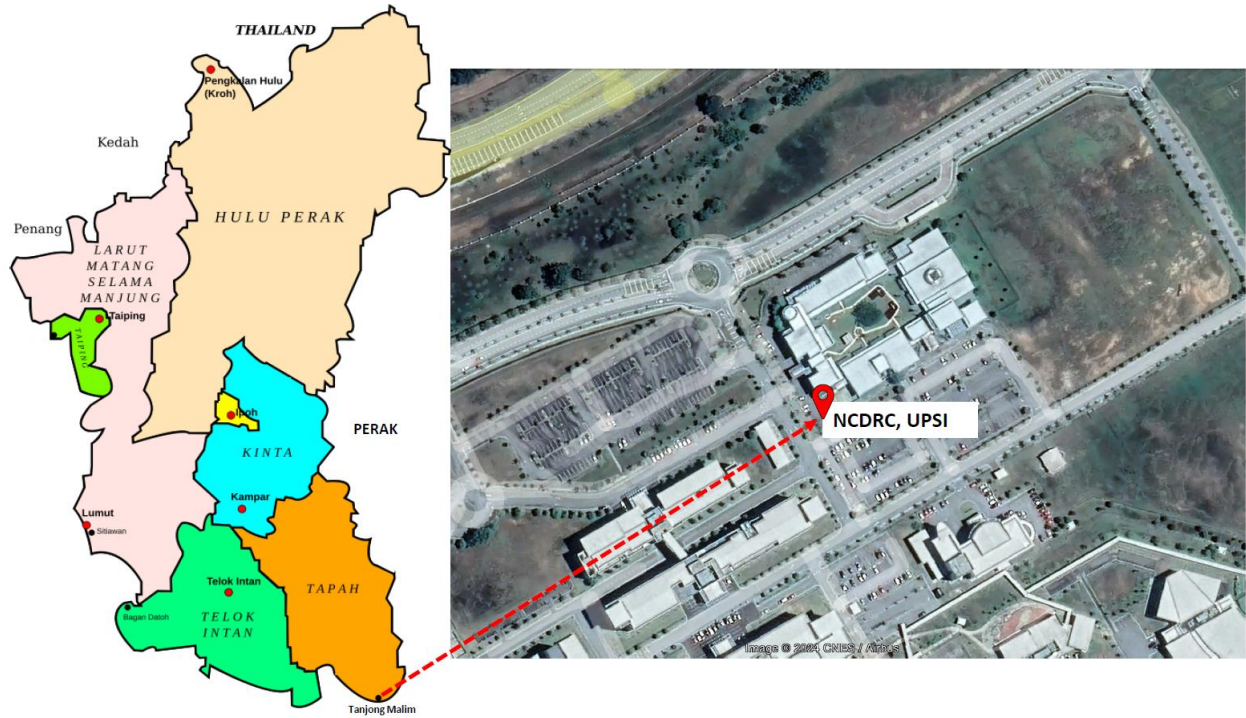 THAILAND
Pengkalan Hulu
(Kroh)
Kedah
HULU PERAK
Penang
LARUT
MATANG
SELAMA
MANJUNG
Taiping
TAIPING
Ipoh
PERAK
KINTA
Kampar
Lumut
Sitiawan
Telok Intan
TAPAH
Bagan Datoh
TELOK
INTAN
Tanjong Malim
NCDRC, UPSI
Image © 2024 CNES / Airbus